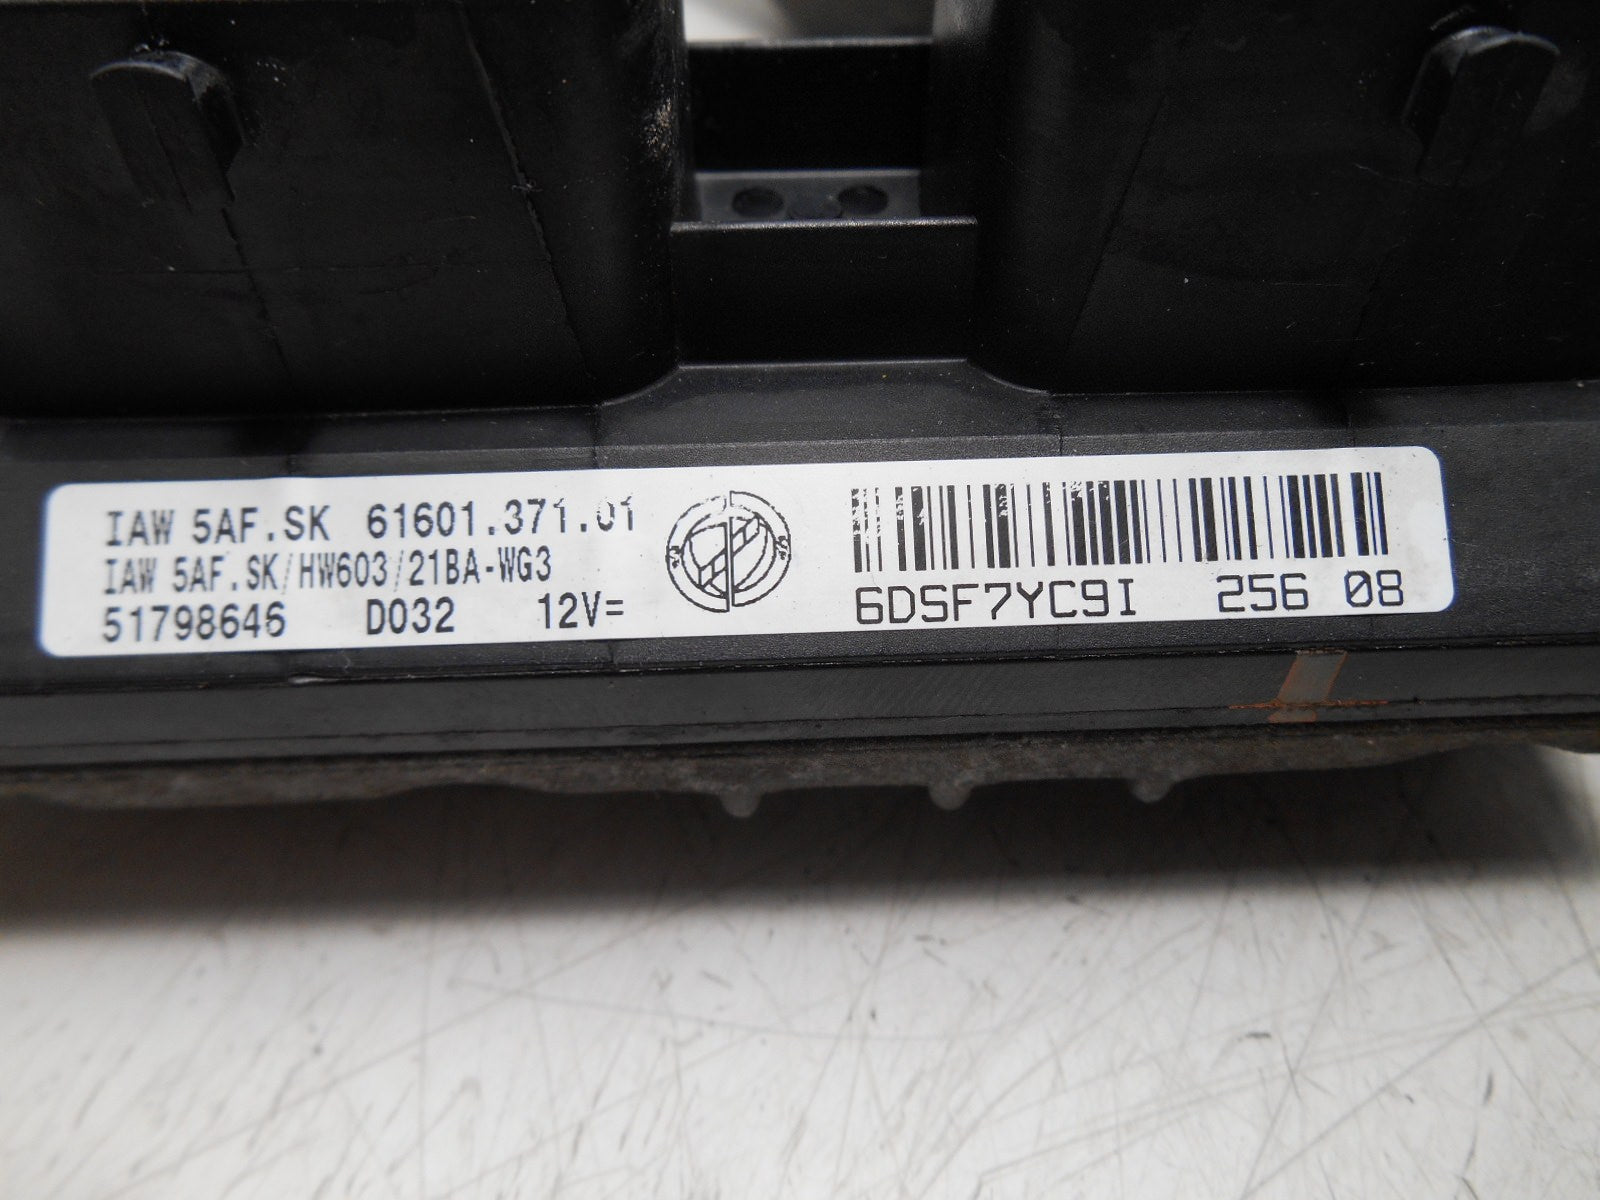 IAW 5AF.SK 61601.371.01
IAW 5AF.SK/HW603/21BA-WG3
51798646 D032 12V=
6DSF7YC9I 256 08